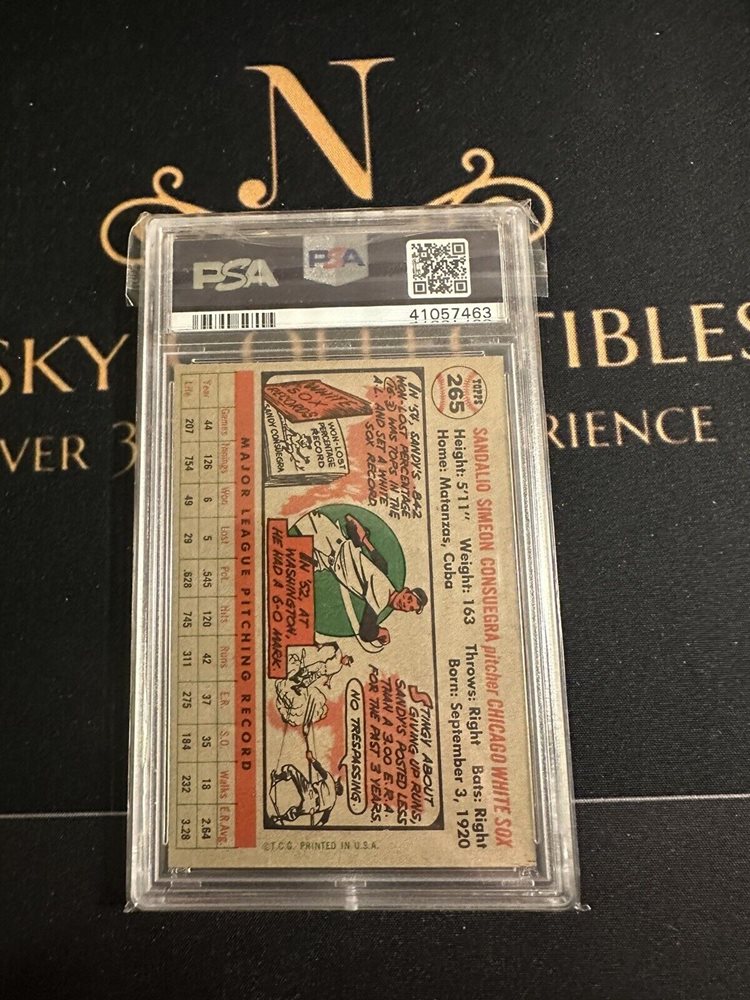 N
SKY COLLECTIBLES
VER 3
RIENCE
PSA
PSA
41057463
TOPPS
265
SANDALIO SIMEON CONSUEGRA pitcher CHICAGO WHITE SOX
Height: 5'11" Weight: 163 Throws: Right Bats: Right
Home: Matanzas, Cuba Born: September 3, 1920
IN '54, SANDY'S .842
WON-LOST PERCENTAGE
(16-3) WAS TOPS IN THE
A.L. AND SET A WHITE
SOX RECORD
WHITE
SOX
RECORDS
WON-LOST
PERCENTAGE
RECORD
SANDY CONSUEGRA
IN '52, AT
WASHINGTON,
HE HAD A 6-0 MARK.
STINGY ABOUT
GIVING UP RUNS,
SANDY'S POSTED LESS
THAN A 3.00 E.R.A.
FOR THE PAST 3 YEARS.
NO TRESPASSING.
MAJOR LEAGUE PITCHING RECORD
Games Innings Won Lost Pct. Hits Runs E.R. S.O. Walks E.R.Avg.
Year 44 126 6 5 .545 120 42 37 35 18 2.64
Life 207 754 49 29 .628 745 311 275 184 232 3.28
©T.C.G. PRINTED IN U.S.A.